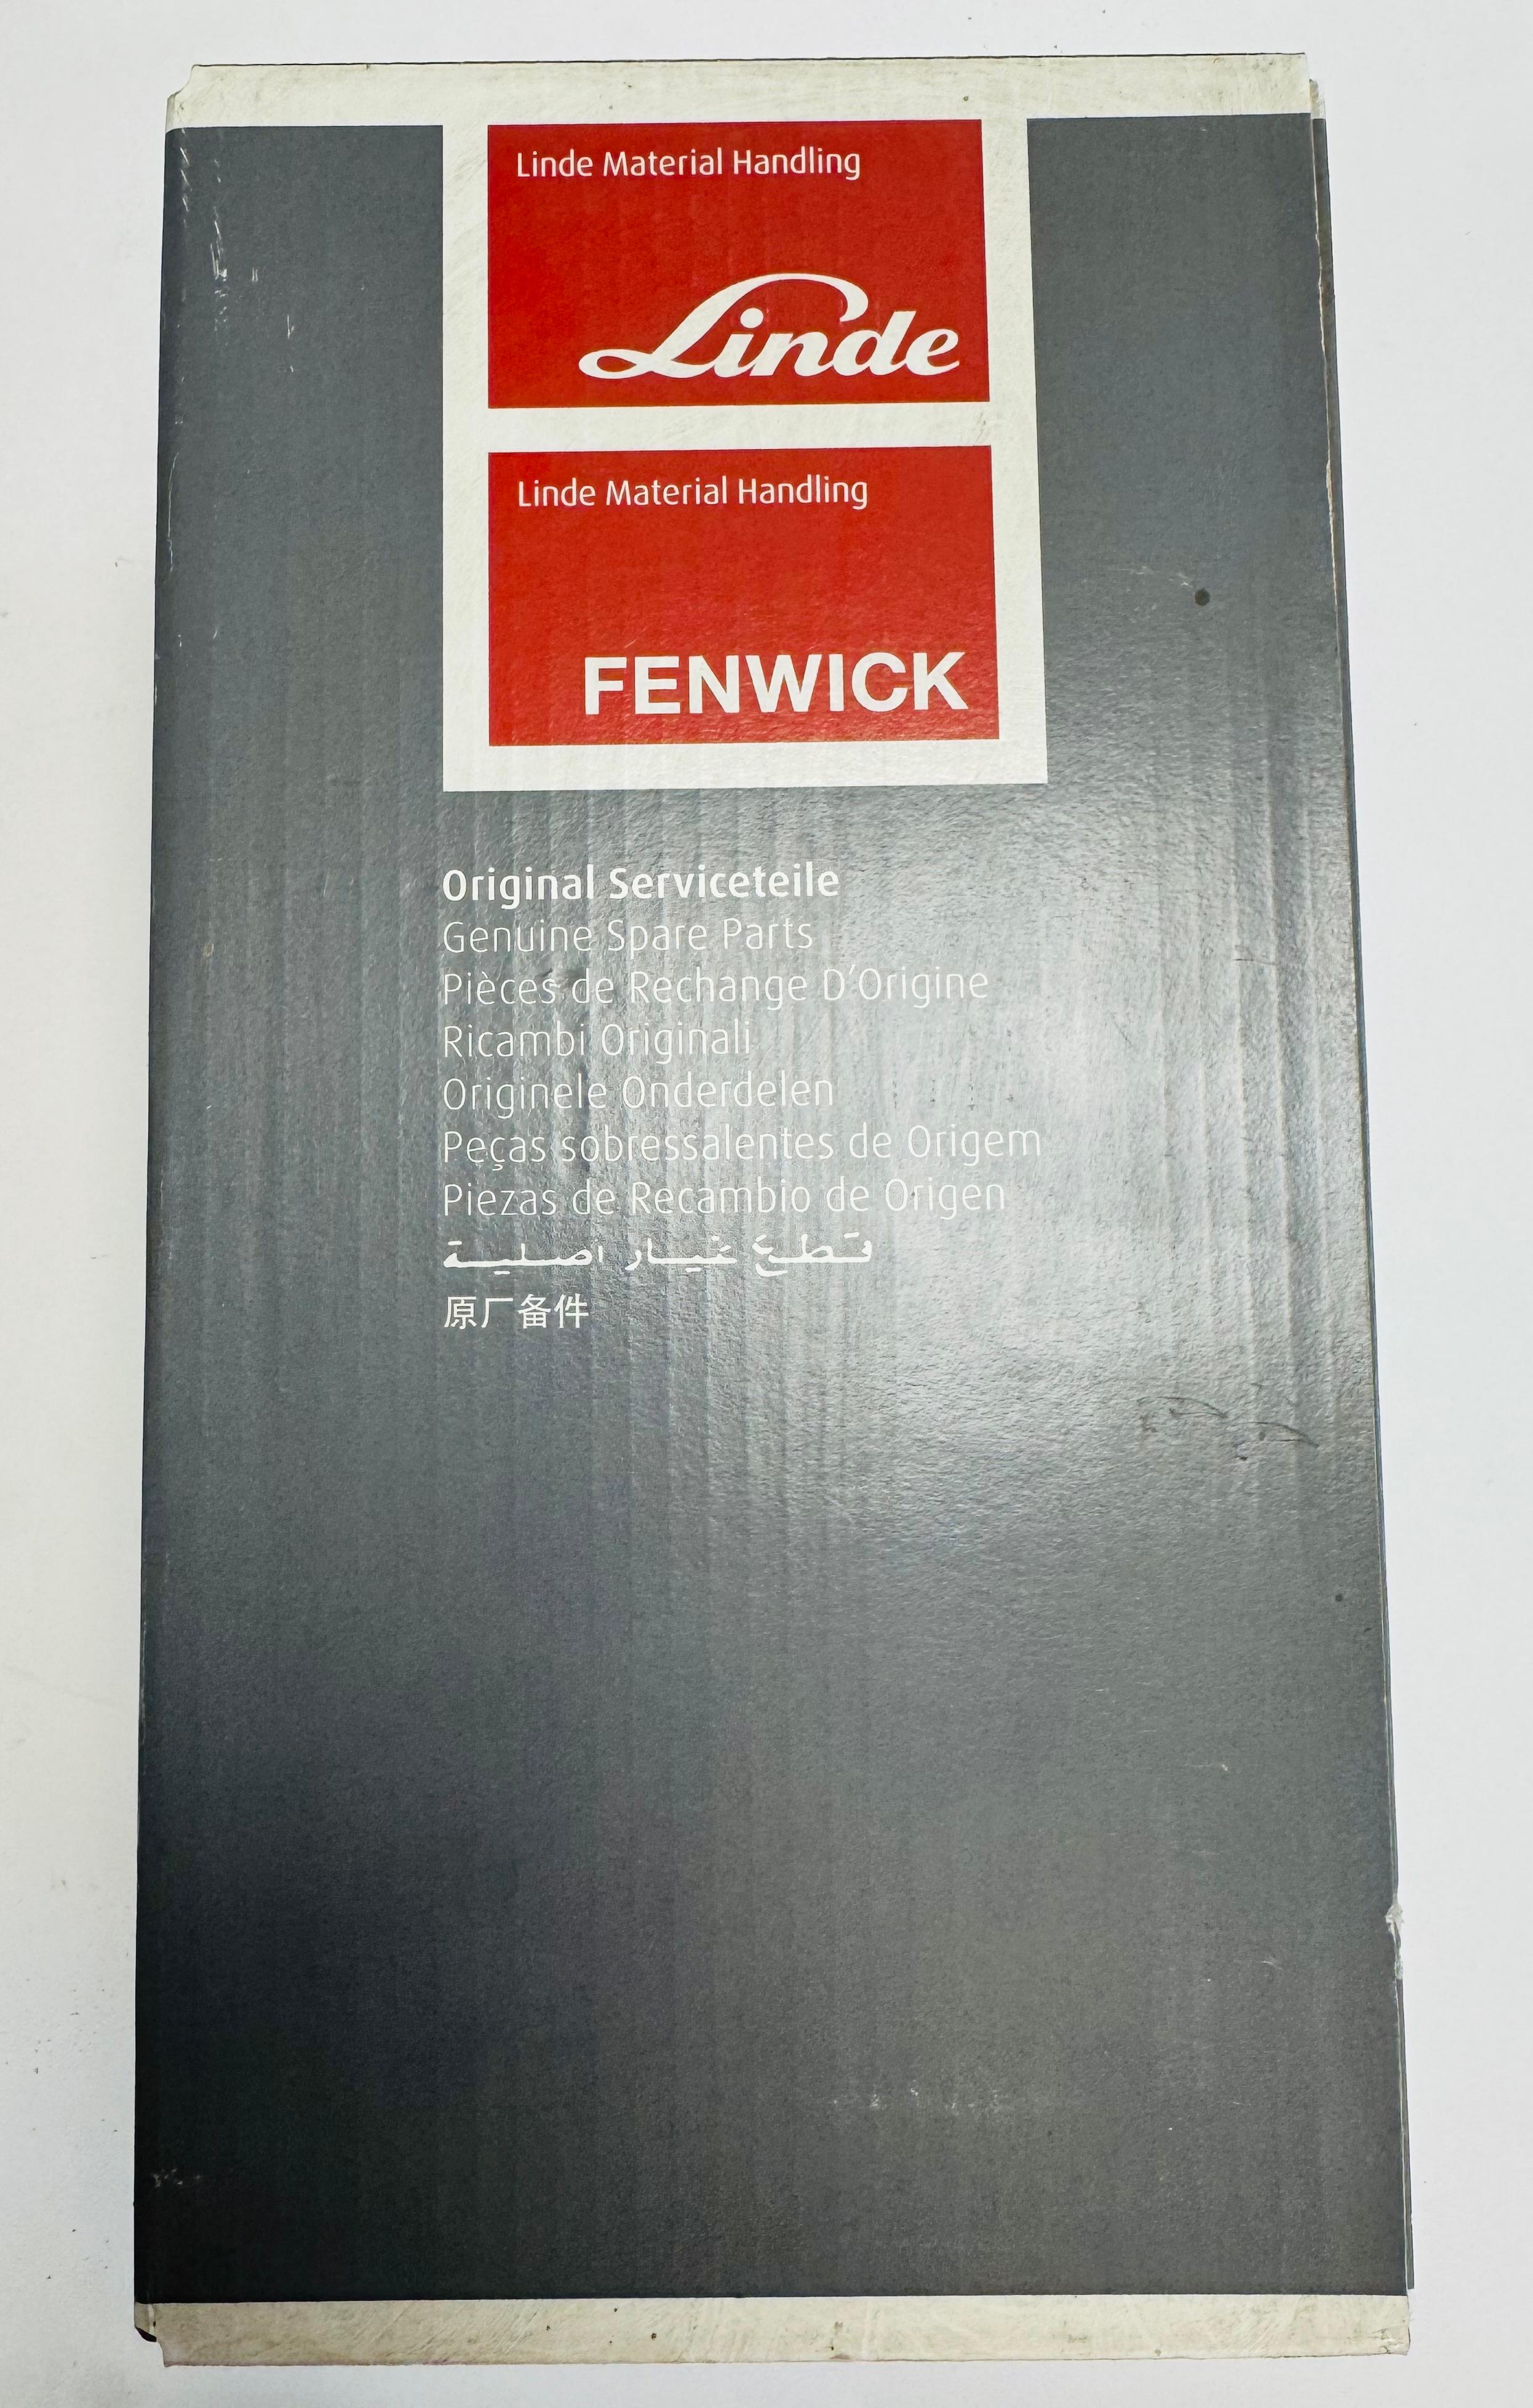 Linde Material Handling
Linde
Linde Material Handling
FENWICK
Original Serviceteile
Genuine Spare Parts
Pièces de Rechange D'Origine
Ricambi Originali
Originele Onderdelen
Peças sobressalentes de Origem
Piezas de Recambio de Origen
قطع غيار اصلية
原厂备件